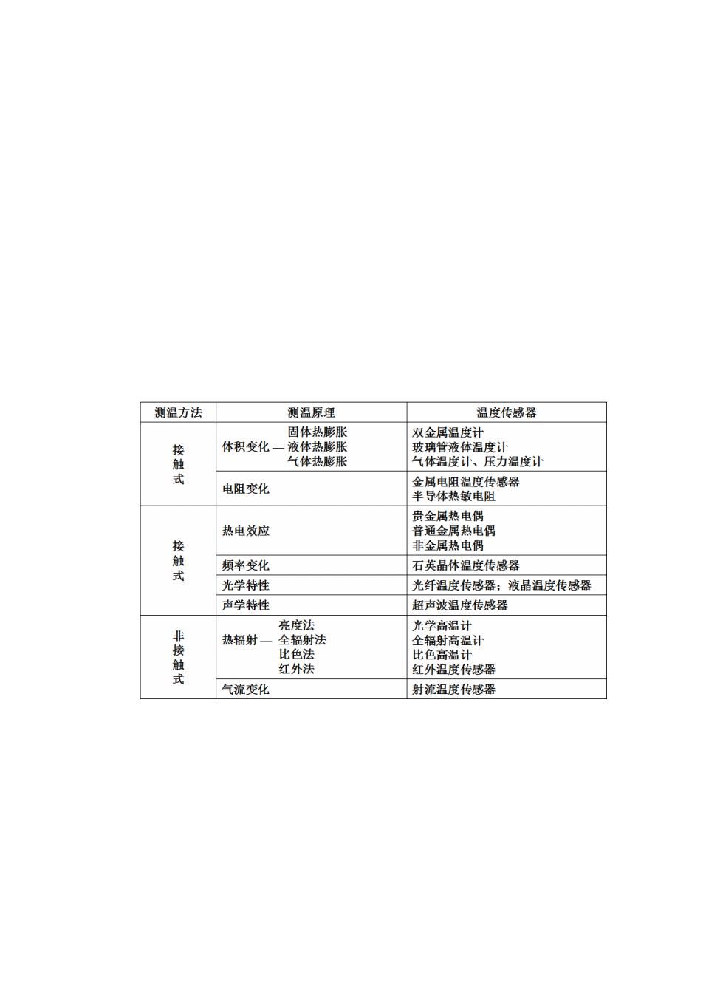 测温方法 测温原理 温度传感器
接触式
体积变化—
固体热膨胀
液体热膨胀
气体热膨胀
双金属温度计
玻璃管液体温度计
气体温度计、压力温度计
电阻变化
金属电阻温度传感器
半导体热敏电阻
接触式
热电效应
贵金属热电偶
普通金属热电偶
非金属热电偶
频率变化 石英晶体温度传感器
光学特性 光纤温度传感器；液晶温度传感器
声学特性 超声波温度传感器
非接触式
热辐射—
亮度法
全辐射法
比色法
红外法
光学高温计
全辐射高温计
比色高温计
红外温度传感器
气流变化 射流温度传感器